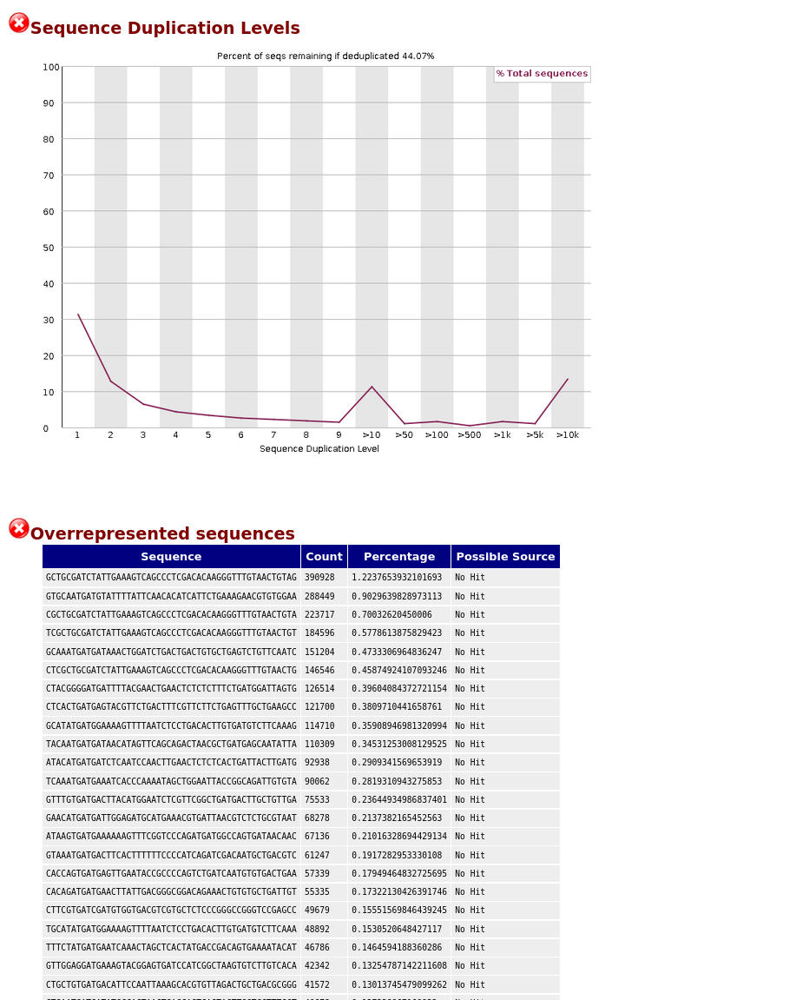 Sequence Duplication Levels
Percent of seqs remaining if deduplicated 44.07%
% Total sequences
100
90
80
70
60
50
40
30
20
10
0
1 2 3 4 5 6 7 8 9 >10 >50 >100 >500 >1k >5k >10k
Sequence Duplication Level
Overrepresented sequences
Sequence Count Percentage Possible Source
GCTGCGATCTATTGAAAGTCAGCCCTCGACACAAGGGTTTGTAACTGTAG 390928 1.2237653932101693 No Hit
GTGCAATGATGTATTTTATTCAACACATCATTCTGAAAGAACGTGTGGAA 288449 0.9029639828973113 No Hit
CGCTGCGATCTATTGAAAGTCAGCCCTCGACACAAGGGTTTGTAACTGTA 223717 0.70032620450006 No Hit
TCGCTGCGATCTATTGAAAGTCAGCCCTCGACACAAGGGTTTGTAACTGT 184596 0.5778613875829423 No Hit
GCAAATGATGATAAACTGGATCTGACTGACTGTGCTGAGTCTGTTCAATC 151204 0.4733306964836247 No Hit
CTCGCTGCGATCTATTGAAAGTCAGCCCTCGACACAAGGGTTTGTAACTG 146546 0.45874924107093246 No Hit
CTACGGGGATGATTTTACGAACTGAACTCTCTCTTTCTGATGGATTAGTG 126514 0.39604084372721154 No Hit
CTCACTGATGAGTACGTTCTGACTTTCGTTCTTCTGAGTTTGCTGAAGCC 121700 0.3809710441658761 No Hit
GCATATGATGGAAAAGTTTTAATCTCCTGACACTTGTGATGTCTTCAAAG 114710 0.35908946981320994 No Hit
TACAATGATGATAACATAGTTCAGCAGACTAACGCTGATGAGCAATATTA 110309 0.34531253008129525 No Hit
ATACATGATGATCTCAATCCAACTTGAACTCTCTCACTGATTACTTGATG 92938 0.2909341569653919 No Hit
TCAAATGATGAAATCACCCAAAATAGCTGGAATTACCGGCAGATTGTGTA 90062 0.2819310943275853 No Hit
GTTTGTGATGACTTACATGGAATCTCGTTCGGCTGATGACTTGCTGTTGA 75533 0.23644934986837401 No Hit
GAACATGATGATTGGAGATGCATGAAACGTGATTAACGTCTCTGCGTAAT 68278 0.2137382165452563 No Hit
ATAAGTGATGAAAAAAGTTTCGGTCCCAGATGATGGCCAGTGATAACAAC 67136 0.21016328694429134 No Hit
GTAAATGATGACTTCACTTTTTTCCCCATCAGATCGACAATGCTGACGTC 61247 0.1917282953330108 No Hit
CACCAGTGATGAGTTGAATACCGCCCCAGTCTGATCAATGTGTGACTGAA 57339 0.17949464832725695 No Hit
CACAGATGATGAACTTATTGACGGGCGGACAGAAACTGTGTGCTGATTGT 55335 0.17322130426391746 No Hit
CTTCGTGATCGATGTGGTGACGTCGTGCTCTCCCGGGCCGGGTCCGAGCC 49679 0.15551569846439245 No Hit
TGCATATGATGGAAAAGTTTTAATCTCCTGACACTTGTGATGTCTTCAAA 48892 0.1530520648427117 No Hit
TTTCTATGATGAATCAAACTAGCTCACTATGACCGACAGTGAAAATACAT 46786 0.1464594188360286 No Hit
GTTGGAGGATGAAAGTACGGAGTGATCCATCGGCTAAGTGTCTTGTCACA 42342 0.13254787142211608 No Hit
CTGCTGTGATGACATTCCAATTAAAGCACGTGTTAGACTGCTGACGCGGG 41572 0.13013745479099262 No Hit